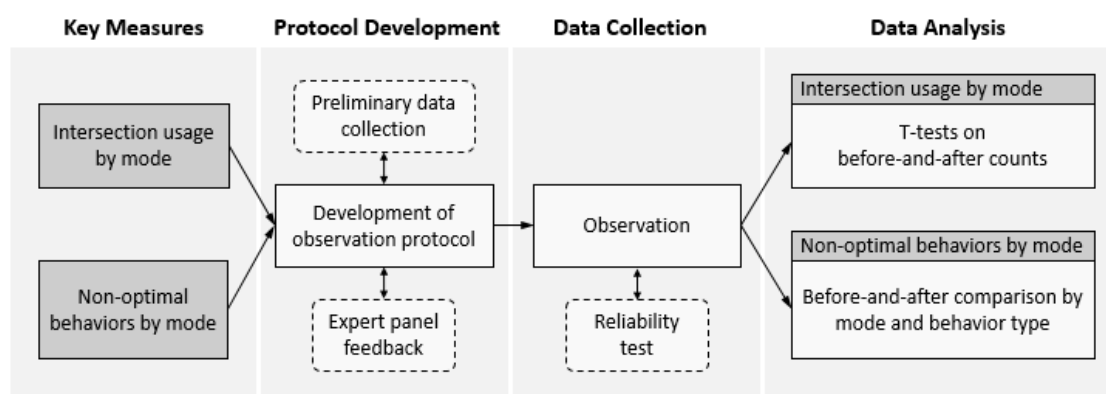 Key Measures
Protocol Development
Data Collection
Data Analysis
Intersection usage
by mode
Non-optimal
behaviors by mode
Preliminary data
collection
Development of
observation protocol
Expert panel
feedback
Observation
Reliability
test
Intersection usage by mode
T-tests on
before-and-after counts
Non-optimal behaviors by mode
Before-and-after comparison by
mode and behavior type